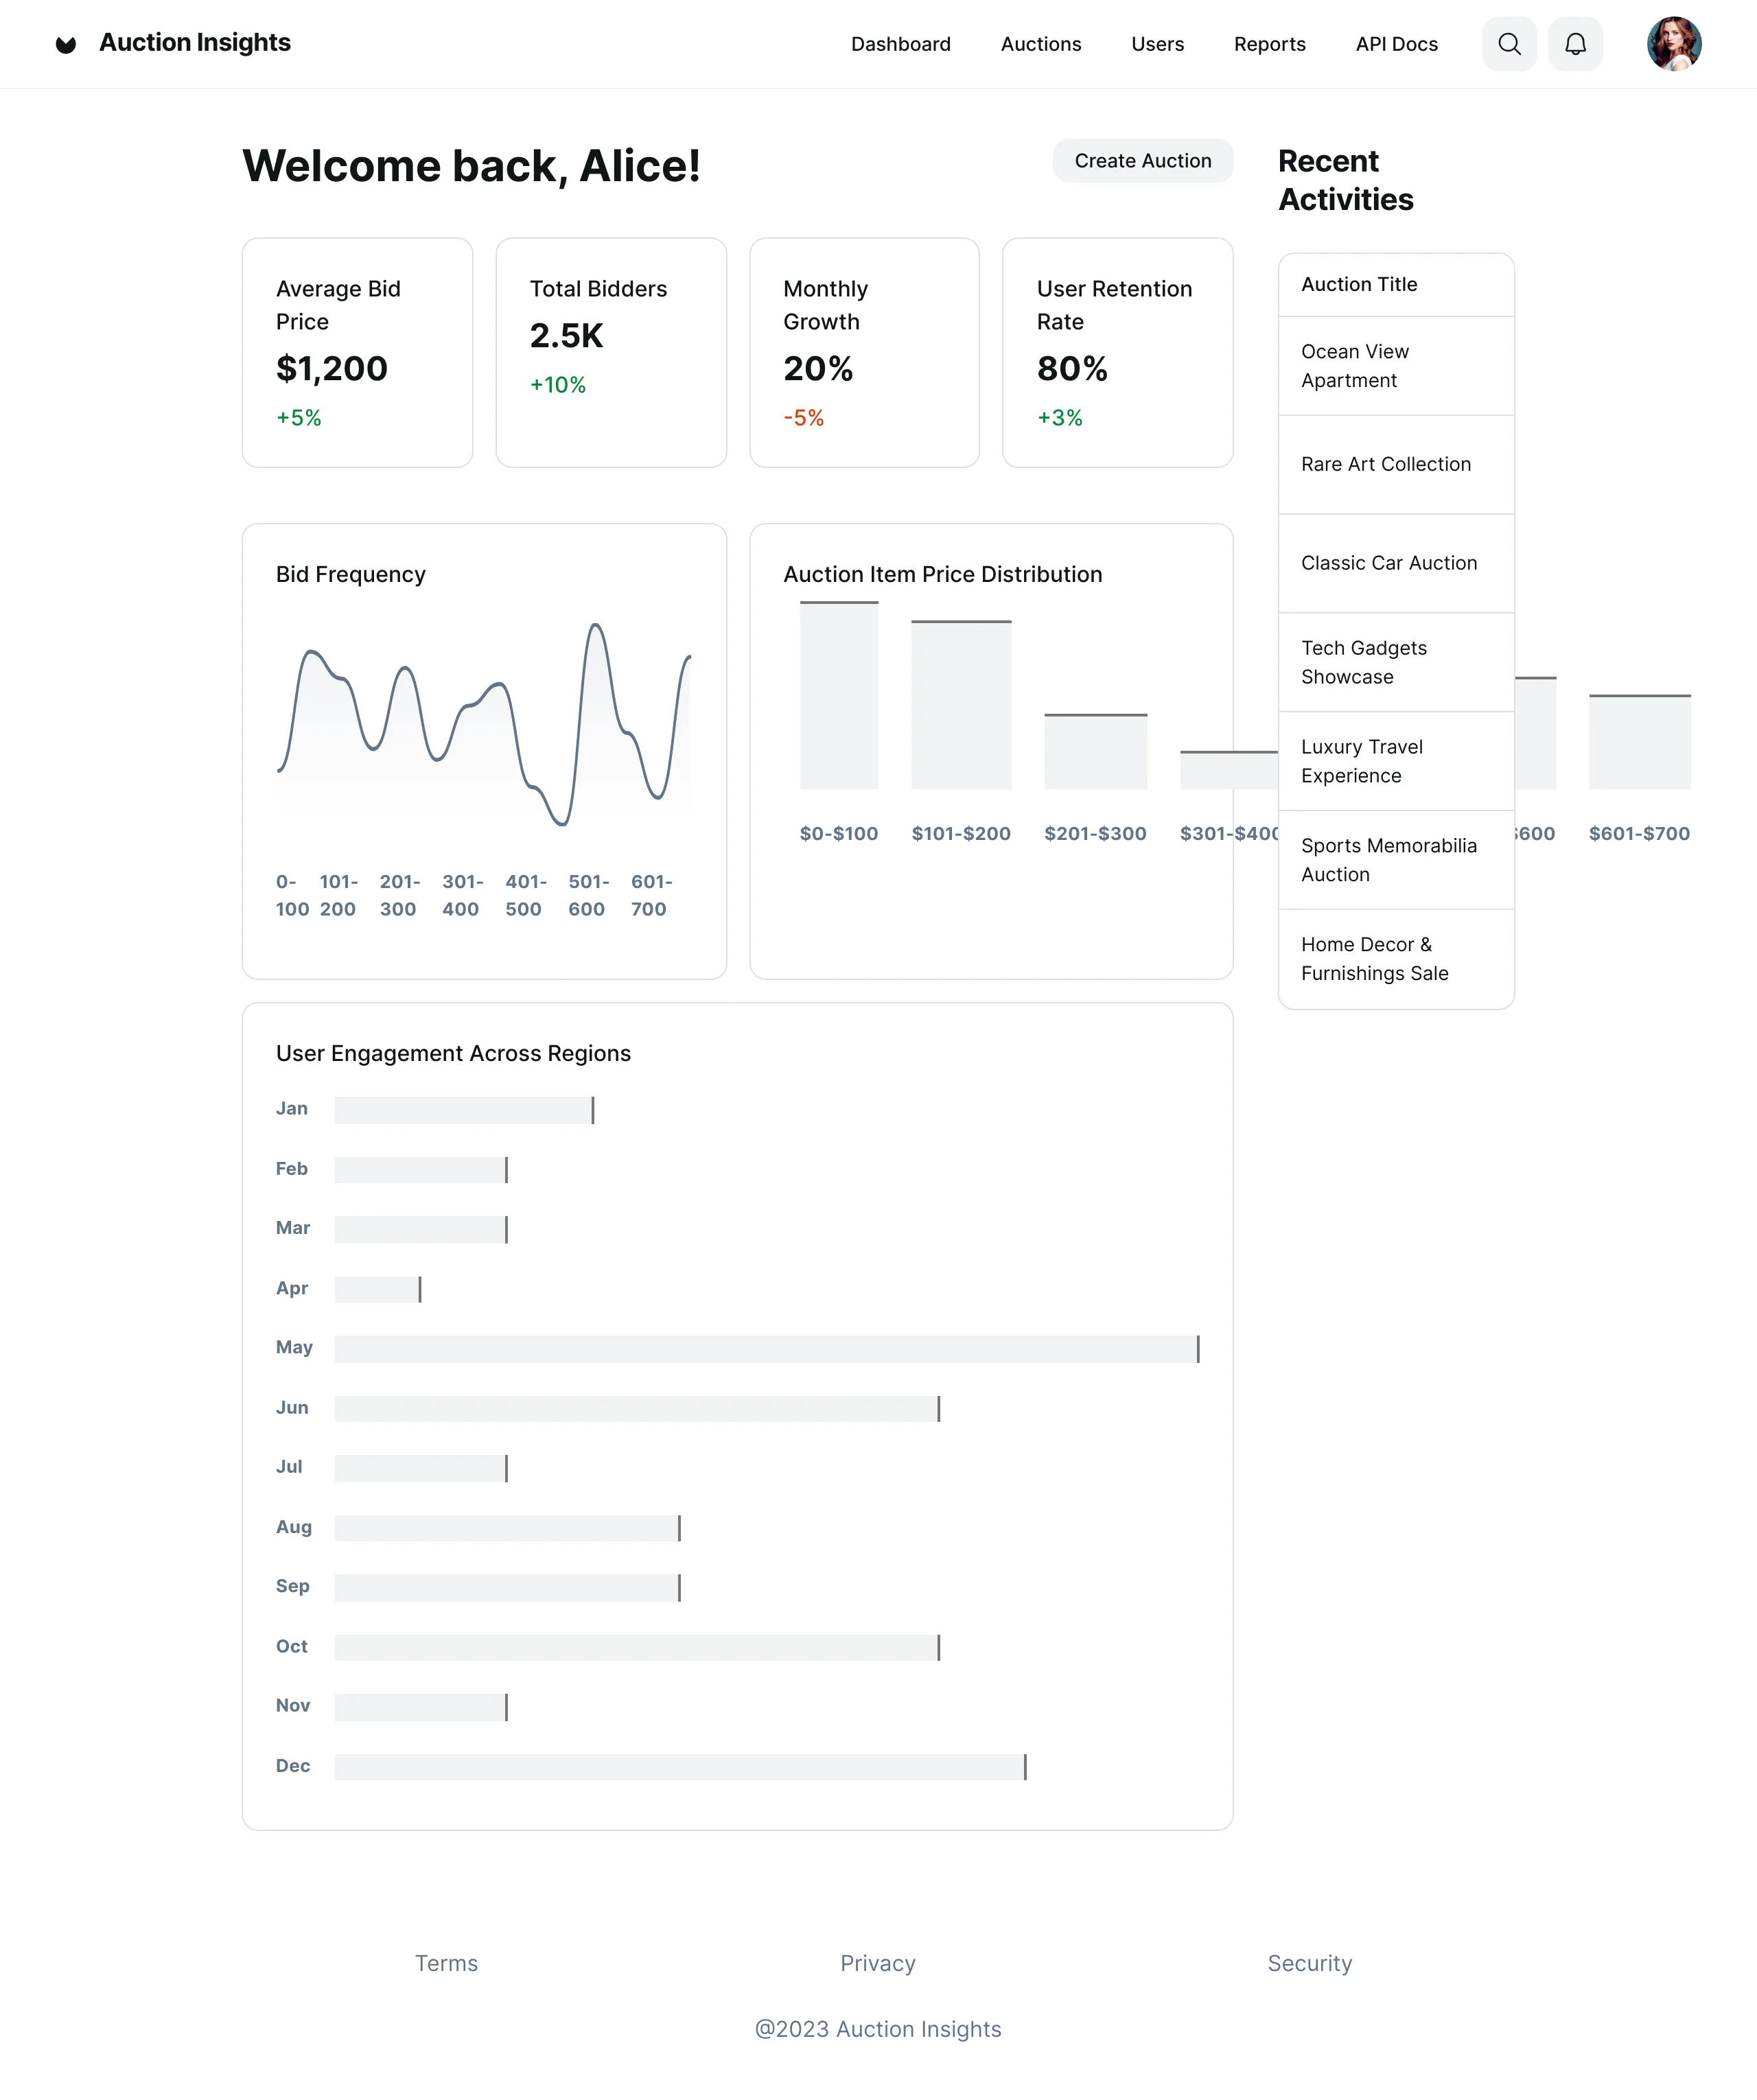 Auction Insights
Dashboard
Auctions
Users
Reports
API Docs
Welcome back, Alice!
Create Auction
Average Bid
Price
$1,200
+5%
Total Bidders
2.5K
+10%
Monthly
Growth
20%
-5%
User Retention
Rate
80%
+3%
Bid Frequency
0-
100
101-
200
201-
300
301-
400
401-
500
501-
600
601-
700
Auction Item Price Distribution
$0-$100
$101-$200
$201-$300
$301-$400
$600
$601-$700
User Engagement Across Regions
Jan
Feb
Mar
Apr
May
Jun
Jul
Aug
Sep
Oct
Nov
Dec
Recent
Activities
Auction Title
Ocean View
Apartment
Rare Art Collection
Classic Car Auction
Tech Gadgets
Showcase
Luxury Travel
Experience
Sports Memorabilia
Auction
Home Decor &
Furnishings Sale
Terms
Privacy
Security
@2023 Auction Insights